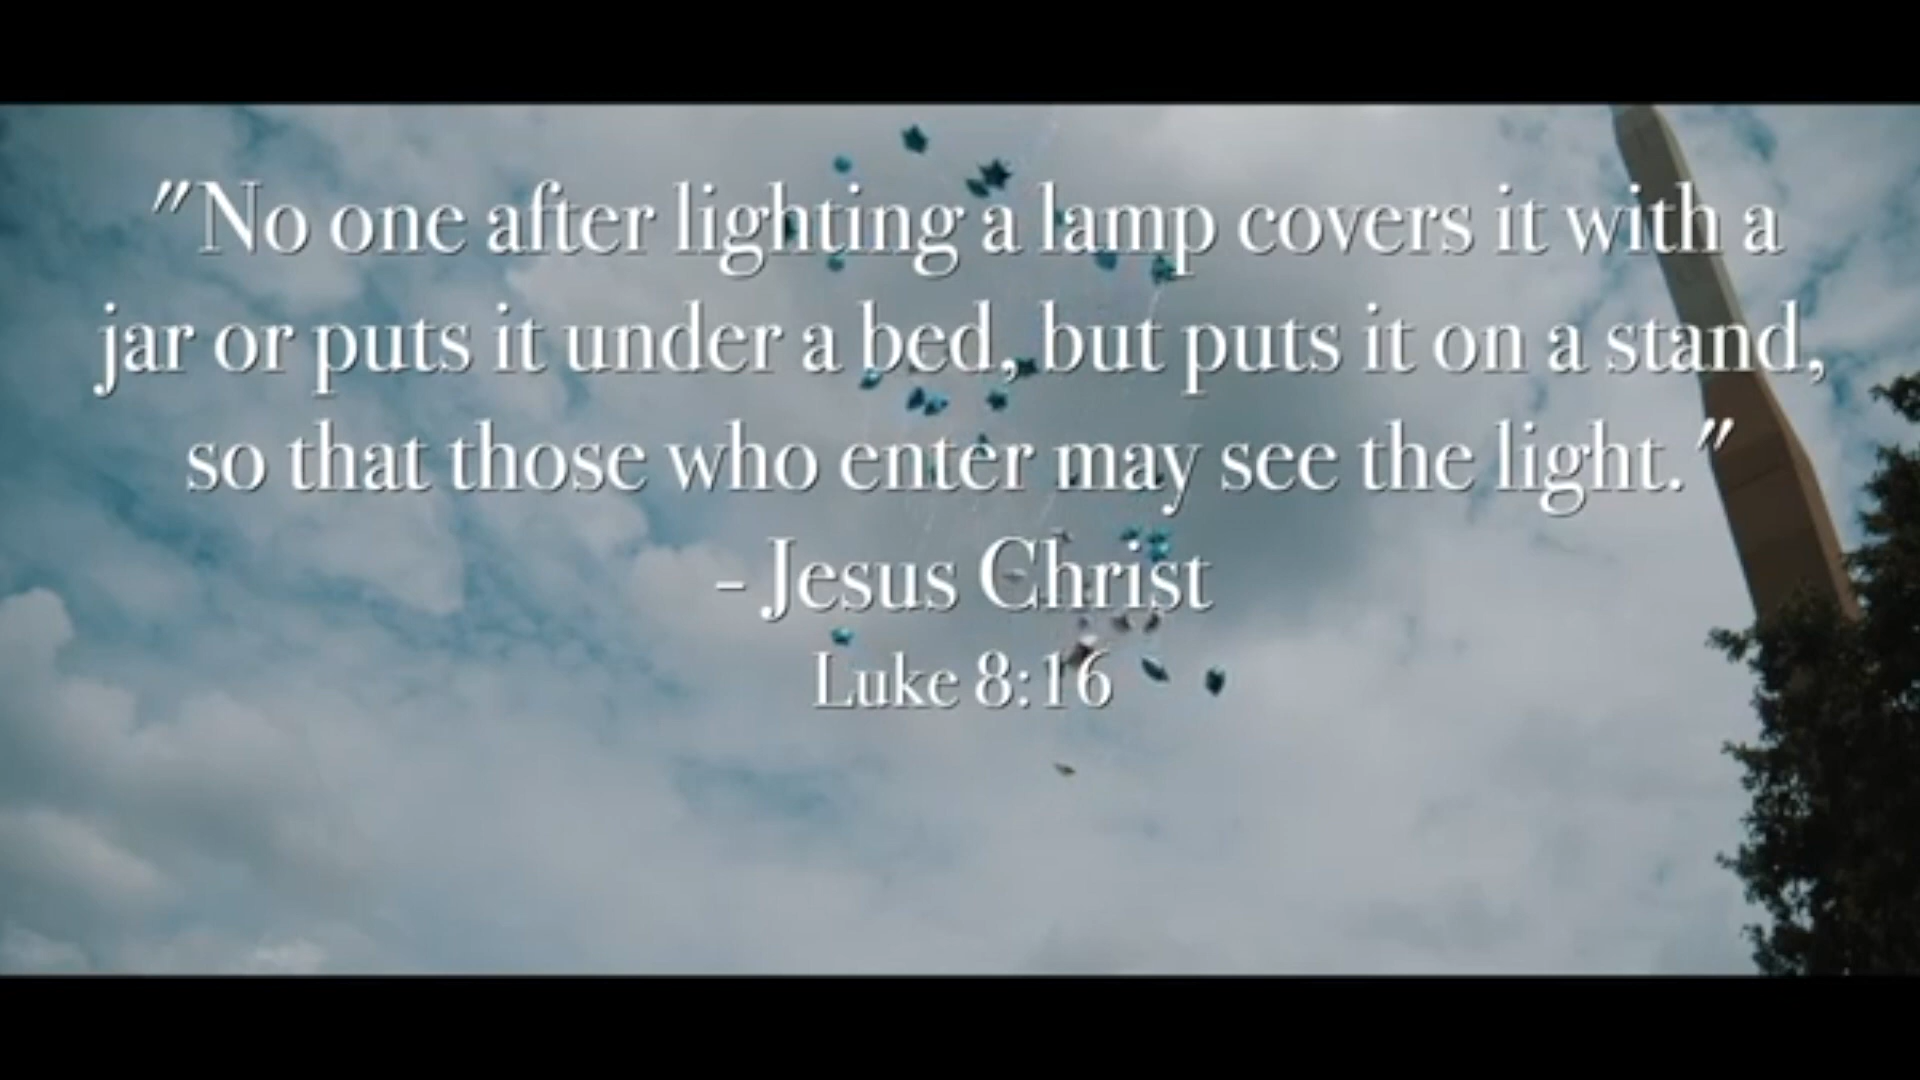 "No one after lighting a lamp covers it with a
jar or puts it under a bed, but puts it on a stand,
so that those who enter may see the light."
- Jesus Christ
Luke 8:16